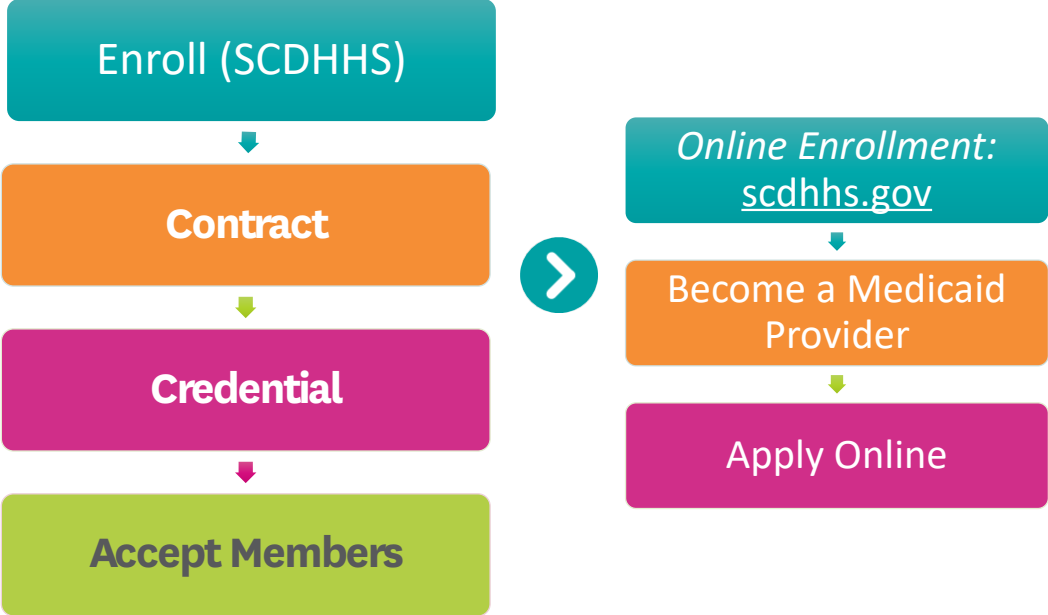 Enroll (SCDHHS)
Contract
Credential
Accept Members
Online Enrollment:
scdhhs.gov
Become a Medicaid
Provider
Apply Online